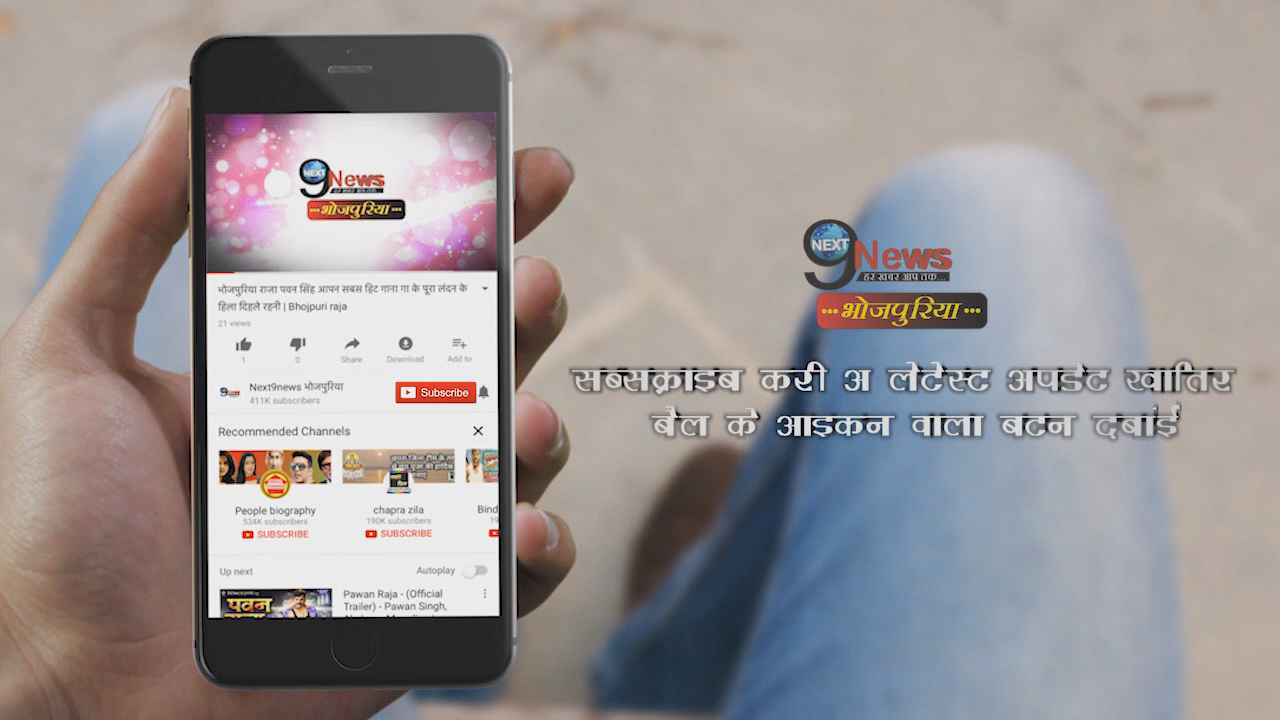 NEXT
9 News
हर खबर आप तक...
भोजपुरिया
भोजपुरिया राजा पवन सिंह आपन सबस हिट गाना गा के पूरा लंदन के
हिला दिहले रहनी | Bhojpuri raja
21 views
1
0
Share
Download
Add to
Next9news भोजपुरिया
411K subscribers
Subscribe
Recommended Channels
People biography
534K subscribers
SUBSCRIBE
chapra zila
190K subscribers
SUBSCRIBE
Bind
19
Up next
Autoplay
पवन
Pawan Raja - (Official
Trailer) - Pawan Singh,
NEXT
9 News
हर खबर आप तक...
भोजपुरिया
सब्सक्राइब करी अ लेटेस्ट अपडेट खातिर
बैल के आइकन वाला बटन दबाई